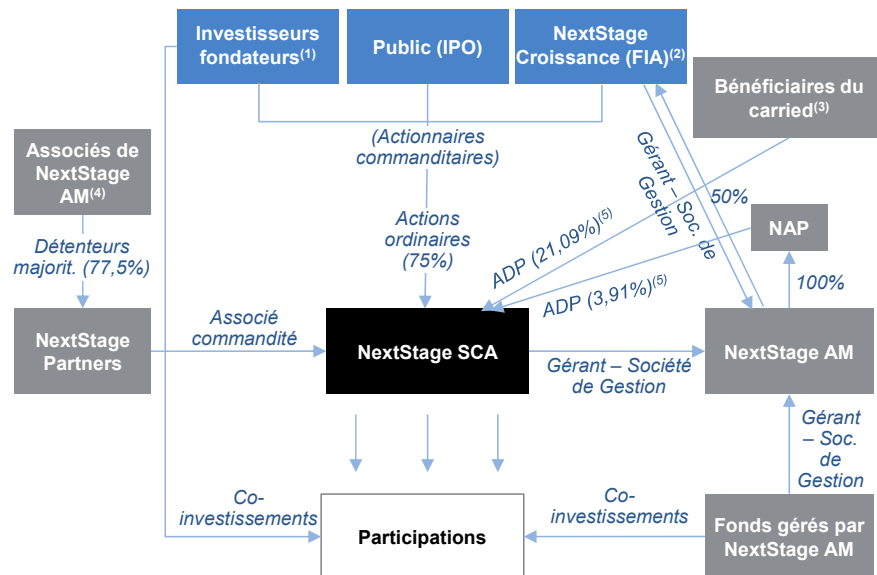 Investisseurs
fondateurs(1)
Public (IPO)
NextStage
Croissance (FIA)(2)
Bénéficiaires du
carried(3)
Associés de
NextStage
AM(4)
(Actionnaires
commanditaires)
Gérant – Soc. de
Gestion
50%
NAP
Détenteurs
majorit. (77,5%)
Actions
ordinaires
(75%)
ADP (21,09%)(5)
ADP (3,91%)(5)
100%
NextStage
Partners
Associé
commandité
NextStage SCA
Gérant – Société
de Gestion
NextStage AM
Gérant
– Soc.
de
Gestion
Co-
investissements
Participations
Co-
investissements
Fonds gérés par
NextStage AM